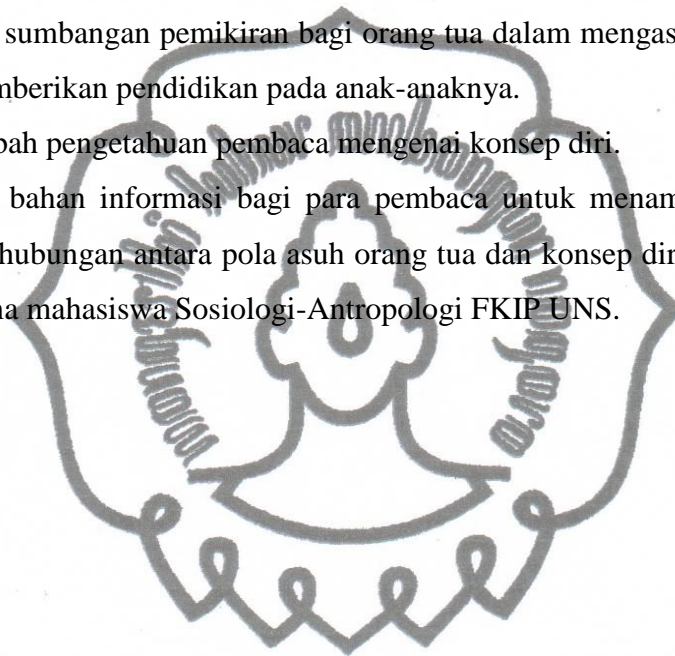 sumbangan pemikiran bagi orang tua dalam mengas
mberikan pendidikan pada anak-anaknya.
bah pengetahuan pembaca mengenai konsep diri.
bahan informasi bagi para pembaca untuk menam
hubungan antara pola asuh orang tua dan konsep dir
na mahasiswa Sosiologi-Antropologi FKIP UNS.